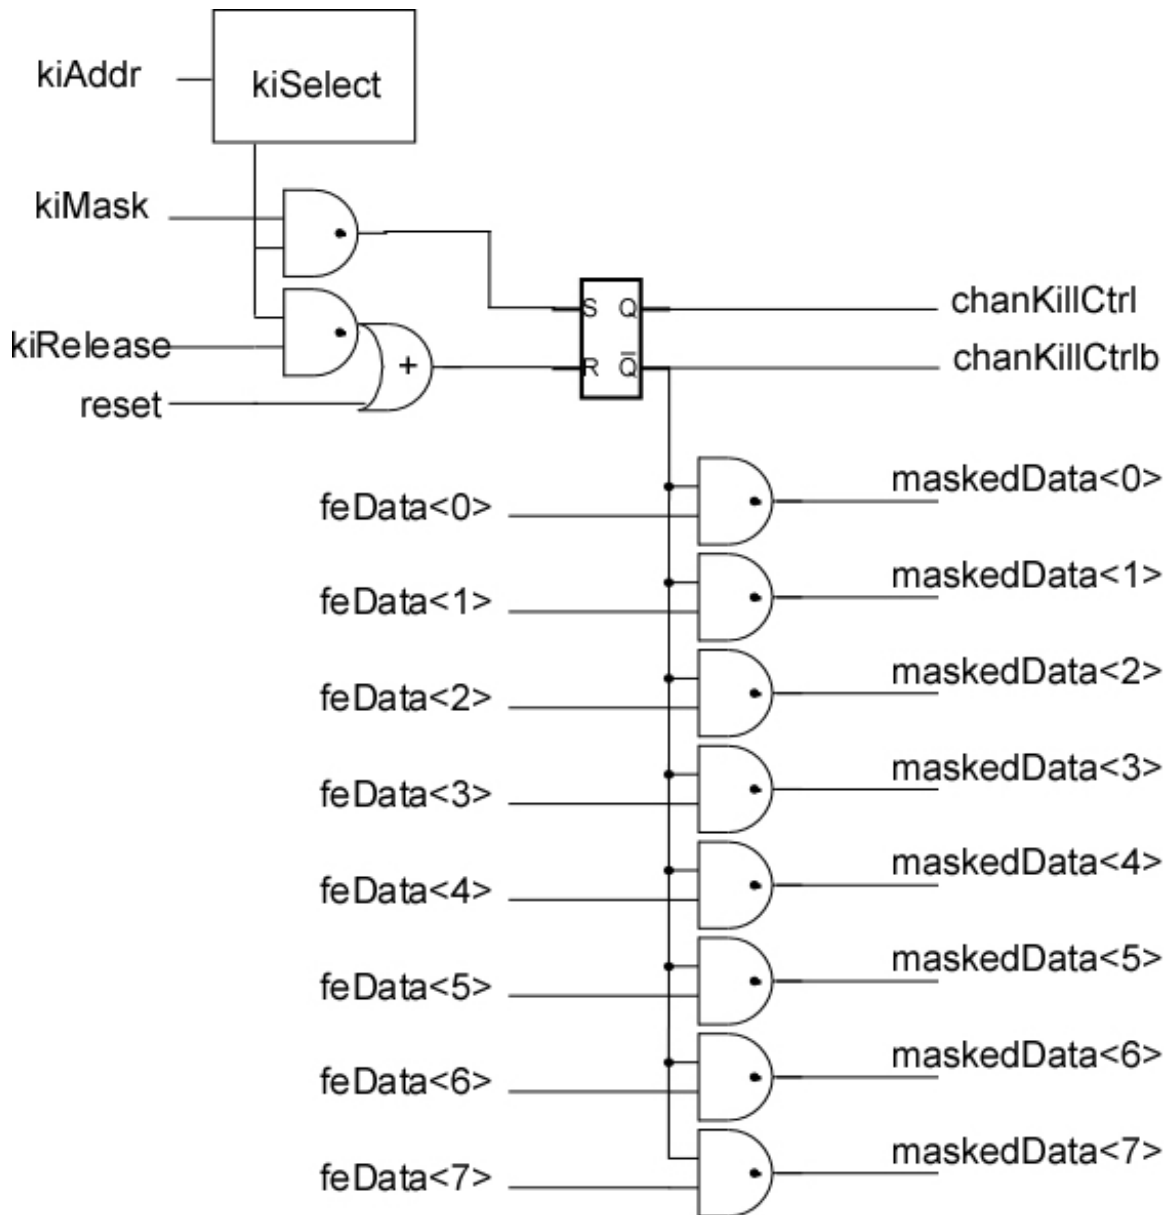 kiAddr
kiSelect
kiMask
kiRelease
reset
+
S Q
R Q̅
chanKillCtrl
chanKillCtrlb
feData<0>
maskedData<0>
feData<1>
maskedData<1>
feData<2>
maskedData<2>
feData<3>
maskedData<3>
feData<4>
maskedData<4>
feData<5>
maskedData<5>
feData<6>
maskedData<6>
feData<7>
maskedData<7>